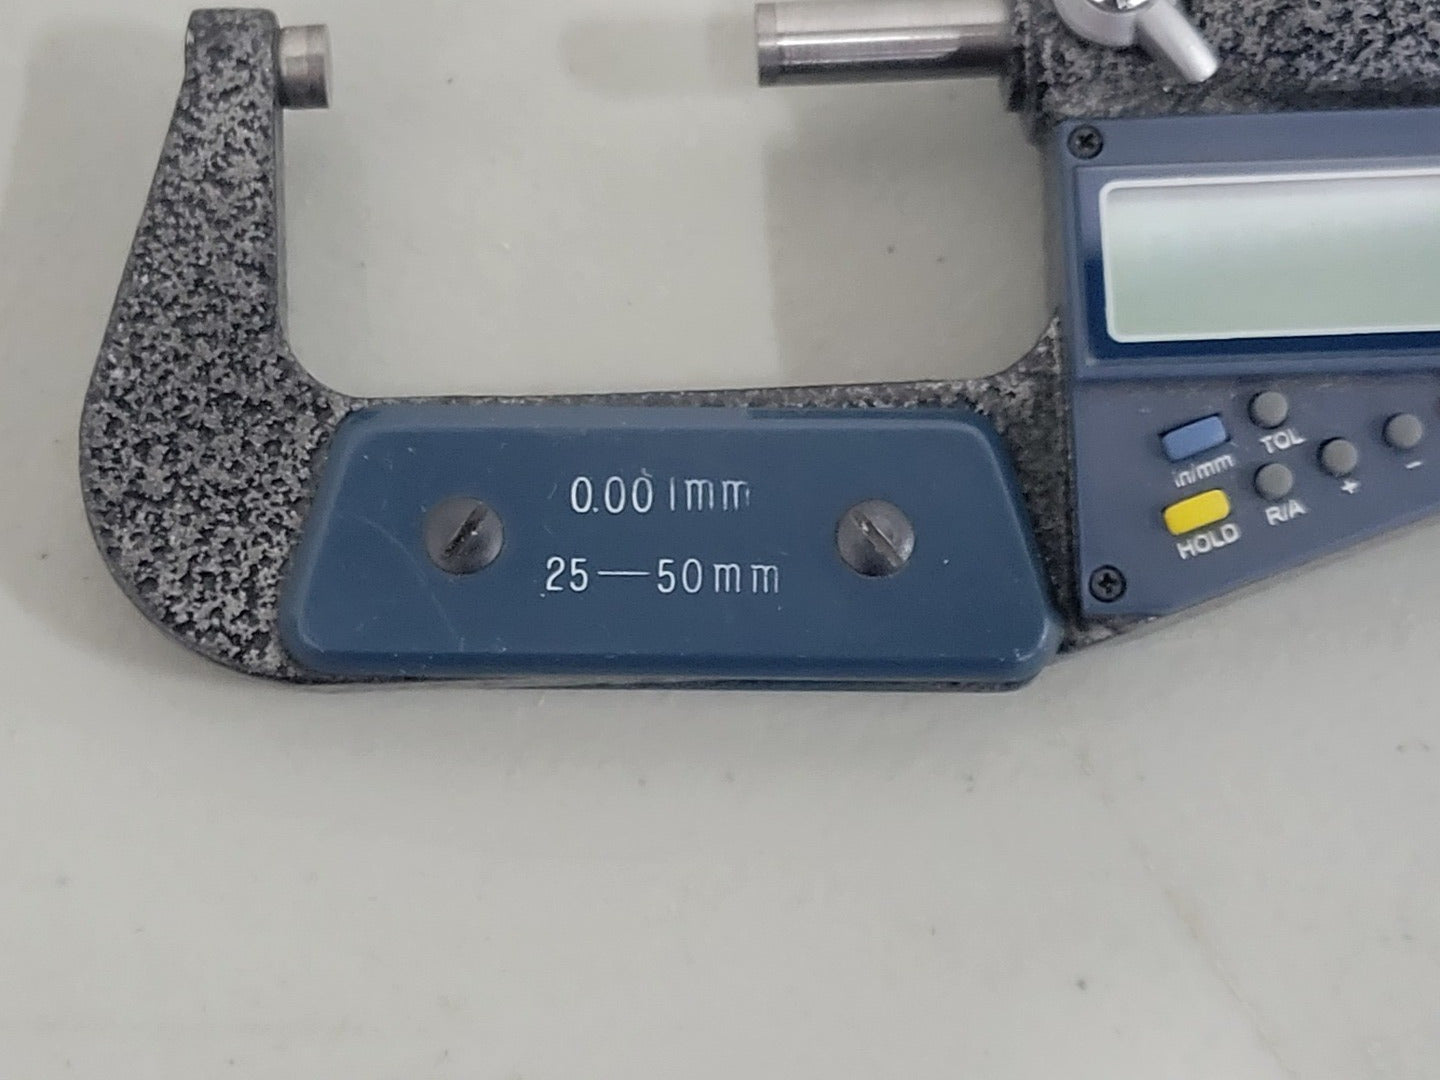 0.001mm
25—50mm
in/mm
TOL
HOLD
R/A
+
-